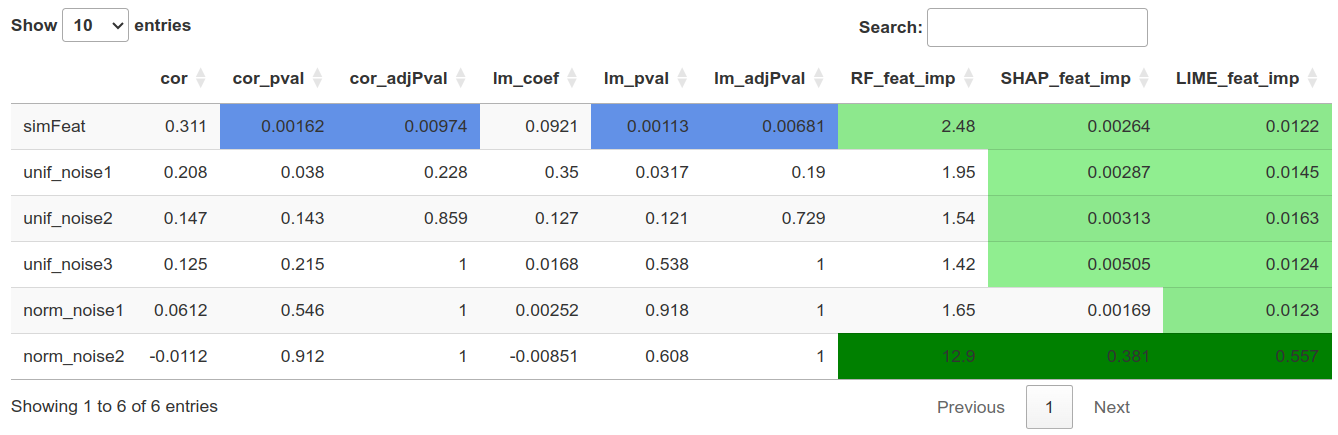 Show 10 entries Search:
cor cor_pval cor_adjPval lm_coef lm_pval lm_adjPval RF_feat_imp SHAP_feat_imp LIME_feat_imp
simFeat 0.311 0.00162 0.00974 0.0921 0.00113 0.00681 2.48 0.00264 0.0122
unif_noise1 0.208 0.038 0.228 0.35 0.0317 0.19 1.95 0.00287 0.0145
unif_noise2 0.147 0.143 0.859 0.127 0.121 0.729 1.54 0.00313 0.0163
unif_noise3 0.125 0.215 1 0.0168 0.538 1 1.42 0.00505 0.0124
norm_noise1 0.0612 0.546 1 0.00252 0.918 1 1.65 0.00169 0.0123
norm_noise2 -0.0112 0.912 1 -0.00851 0.608 1 12.9 0.381 0.557
Showing 1 to 6 of 6 entries Previous 1 Next